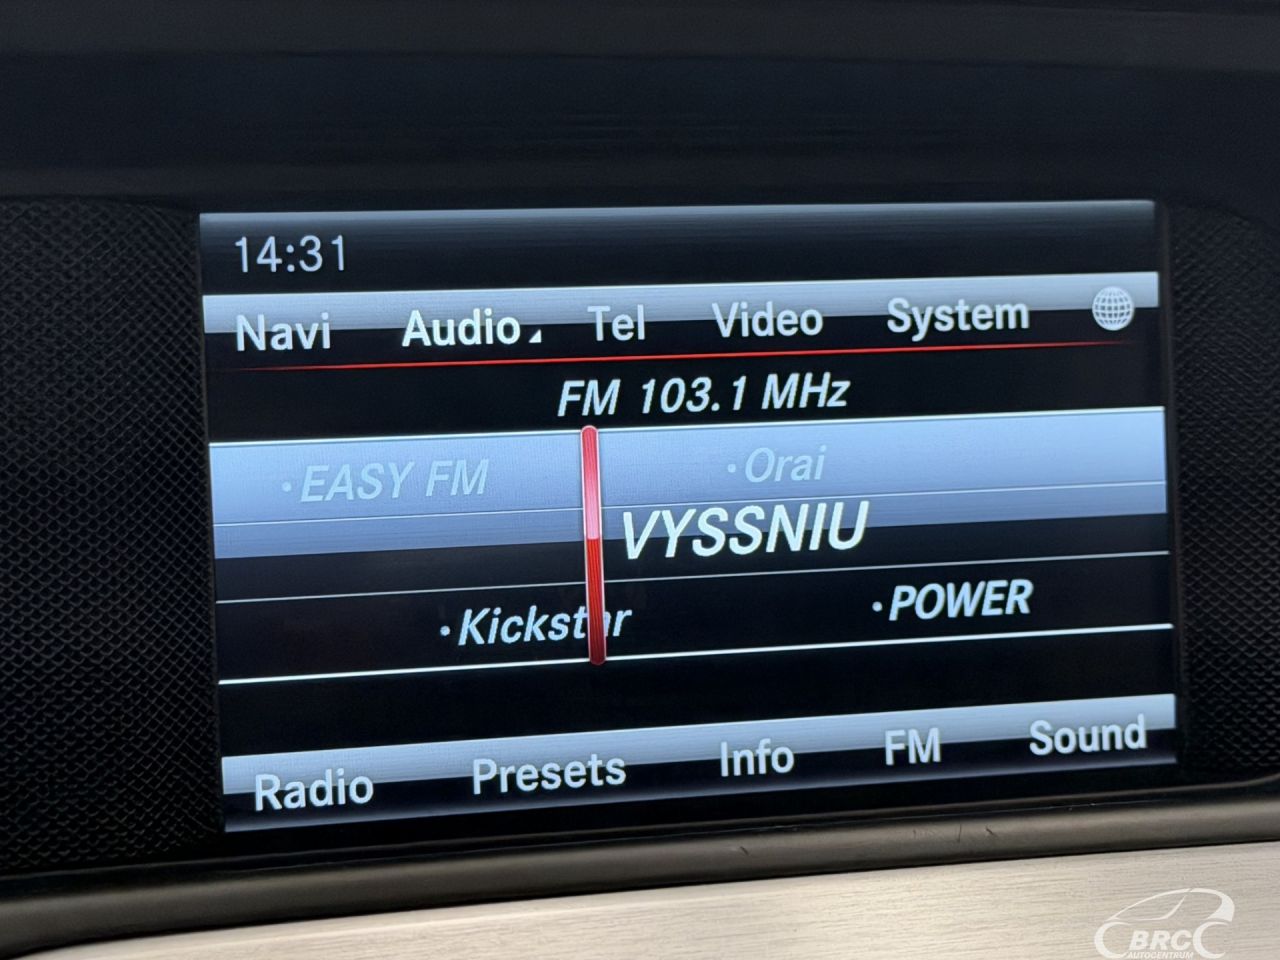 14:31
Navi Audio Tel Video System
FM 103.1 MHz
·EASY FM ·Orai
VYSSNIU
·Kickstar ·POWER
Radio Presets Info FM Sound
BRC
AUTOCENTRUM